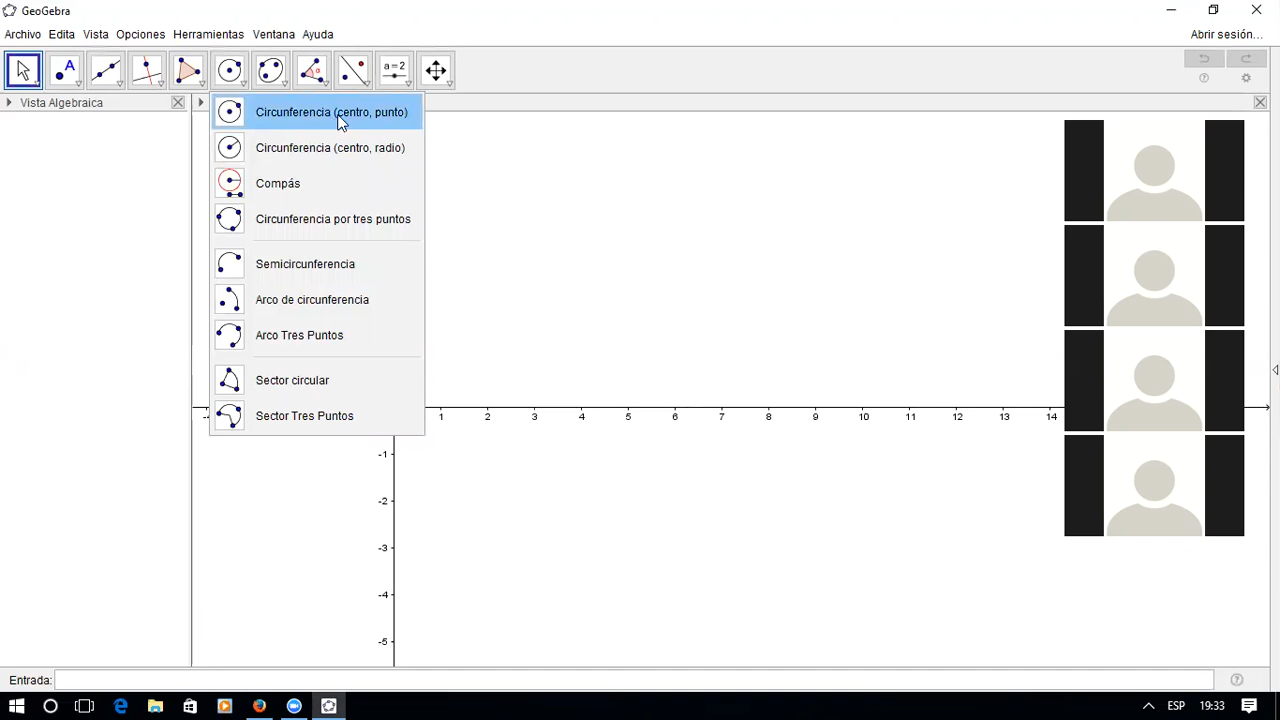 GeoGebra
Archivo Edita Vista Opciones Herramientas Ventana Ayuda
Abrir sesión…
A
α
a=2
Vista Algebraica
Circunferencia (centro, punto)
Circunferencia (centro, radio)
Compás
Circunferencia por tres puntos
Semicircunferencia
Arco de circunferencia
Arco Tres Puntos
Sector circular
Sector Tres Puntos
1 2 3 4 5 6 7 8 9 10 11 12 13 14
-1
-2
-3
-4
-5
Entrada:
ESP 19:33